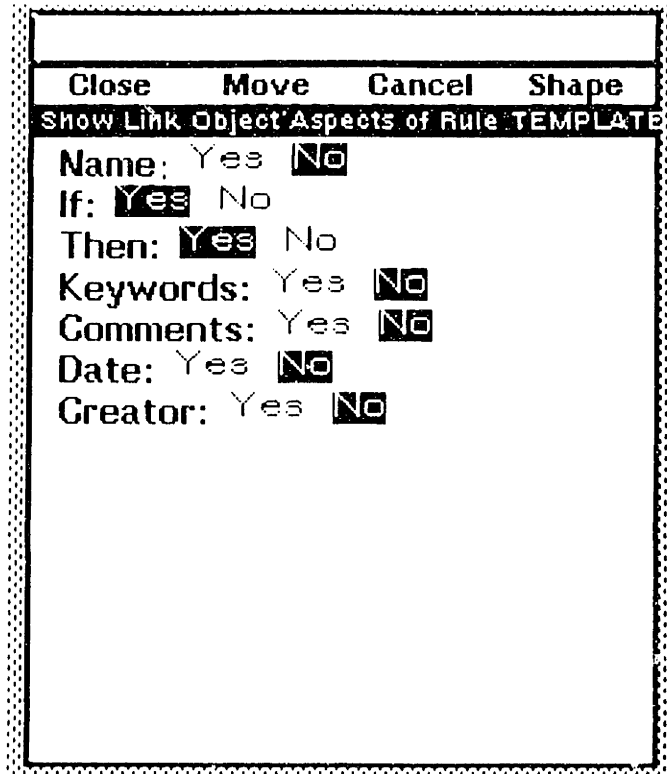 Close Move Cancel Shape
Show Link Object Aspects of Rule TEMPLATE
Name: Yes No
If: Yes No
Then: Yes No
Keywords: Yes No
Comments: Yes No
Date: Yes No
Creator: Yes No